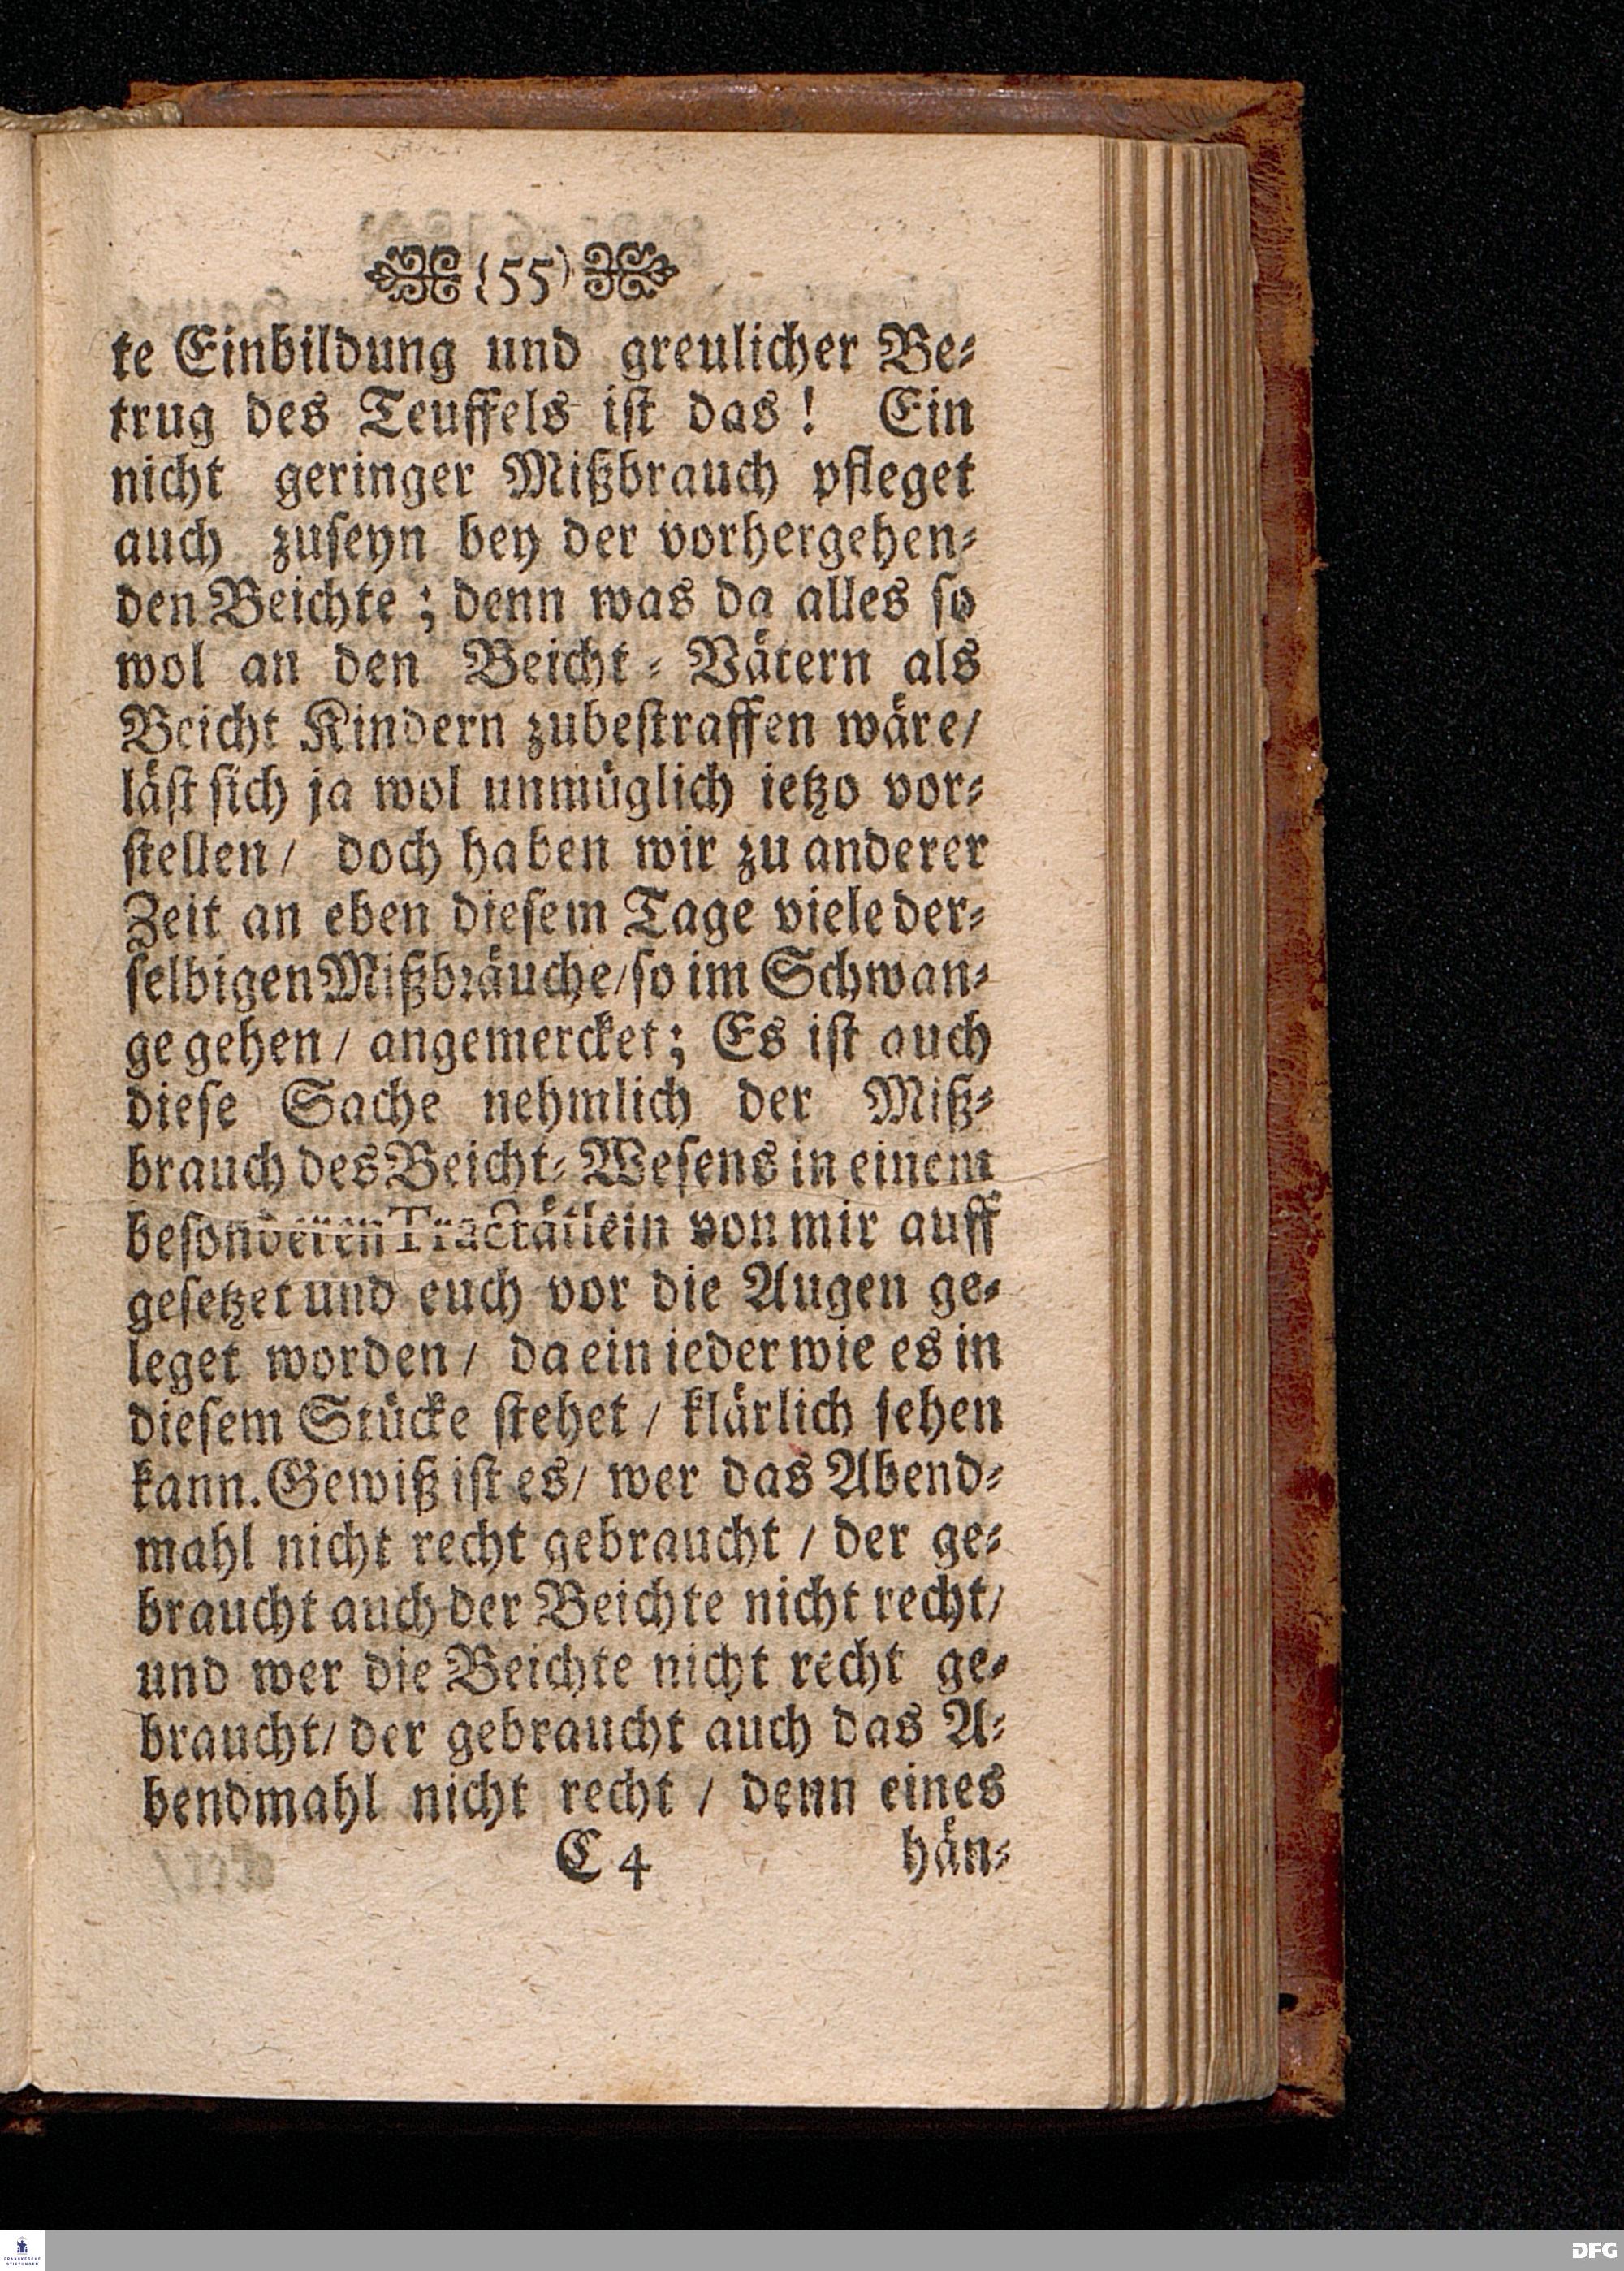 (55)
te Einbildung und greulicher Be-
trug des Teuffels ist das! Ein
nicht geringer Mißbrauch pfleget
auch zuseyn bey der vorhergehen-
den Beichte; denn was da alles so
wol an den Beicht-Vätern als
Beicht Kindern zubestraffen wäre/
läst sich ja wol unmüglich ietzo vor-
stellen/ doch haben wir zu anderer
Zeit an eben diesem Tage viele der-
selbigen Mißbräuche/so im Schwan-
ge gehen/ angemercket; Es ist auch
diese Sache nehmlich der Miß-
brauch des Beicht-Wesens in einem
besonderen Tractätlein von mir auff
gesetzet und euch vor die Augen ge-
leget worden/ da ein ieder wie es in
diesem Stücke stehet/ klärlich sehen
kann. Gewiß ist es/ wer das Abend-
mahl nicht recht gebraucht/ der ge-
braucht auch der Beichte nicht recht/
und wer die Beichte nicht recht ge-
braucht/ der gebraucht auch das A-
bendmahl nicht recht/ denn eines
C 4 hän-
FRANCKESCHE STIFTUNGEN
DFG